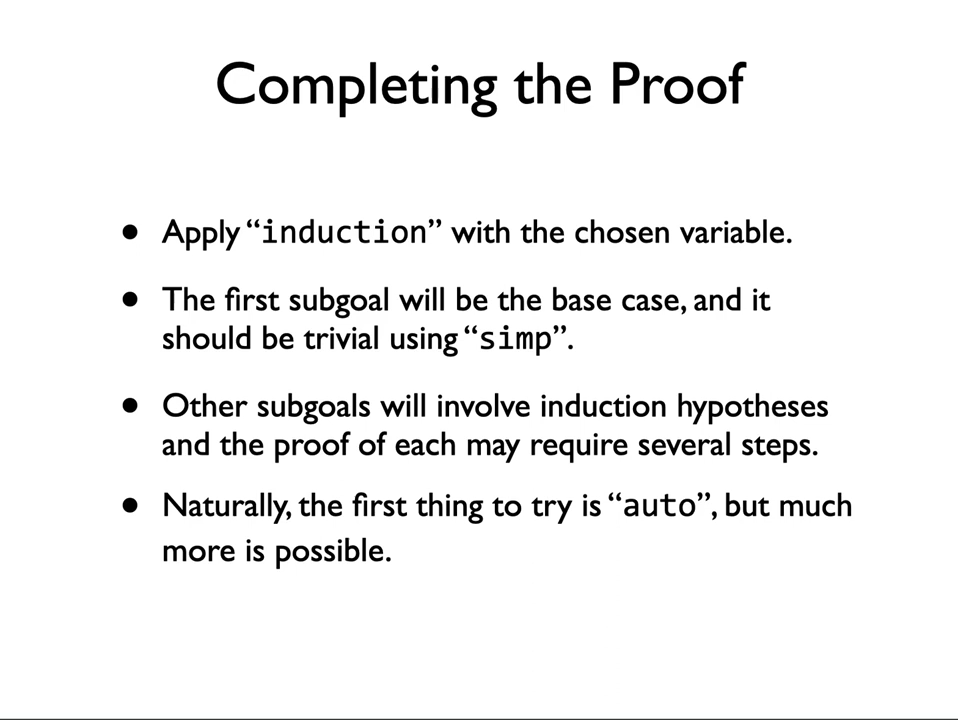 Completing the Proof
• Apply “induction” with the chosen variable.
• The first subgoal will be the base case, and it
should be trivial using “simp”.
• Other subgoals will involve induction hypotheses
and the proof of each may require several steps.
• Naturally, the first thing to try is “auto”, but much
more is possible.